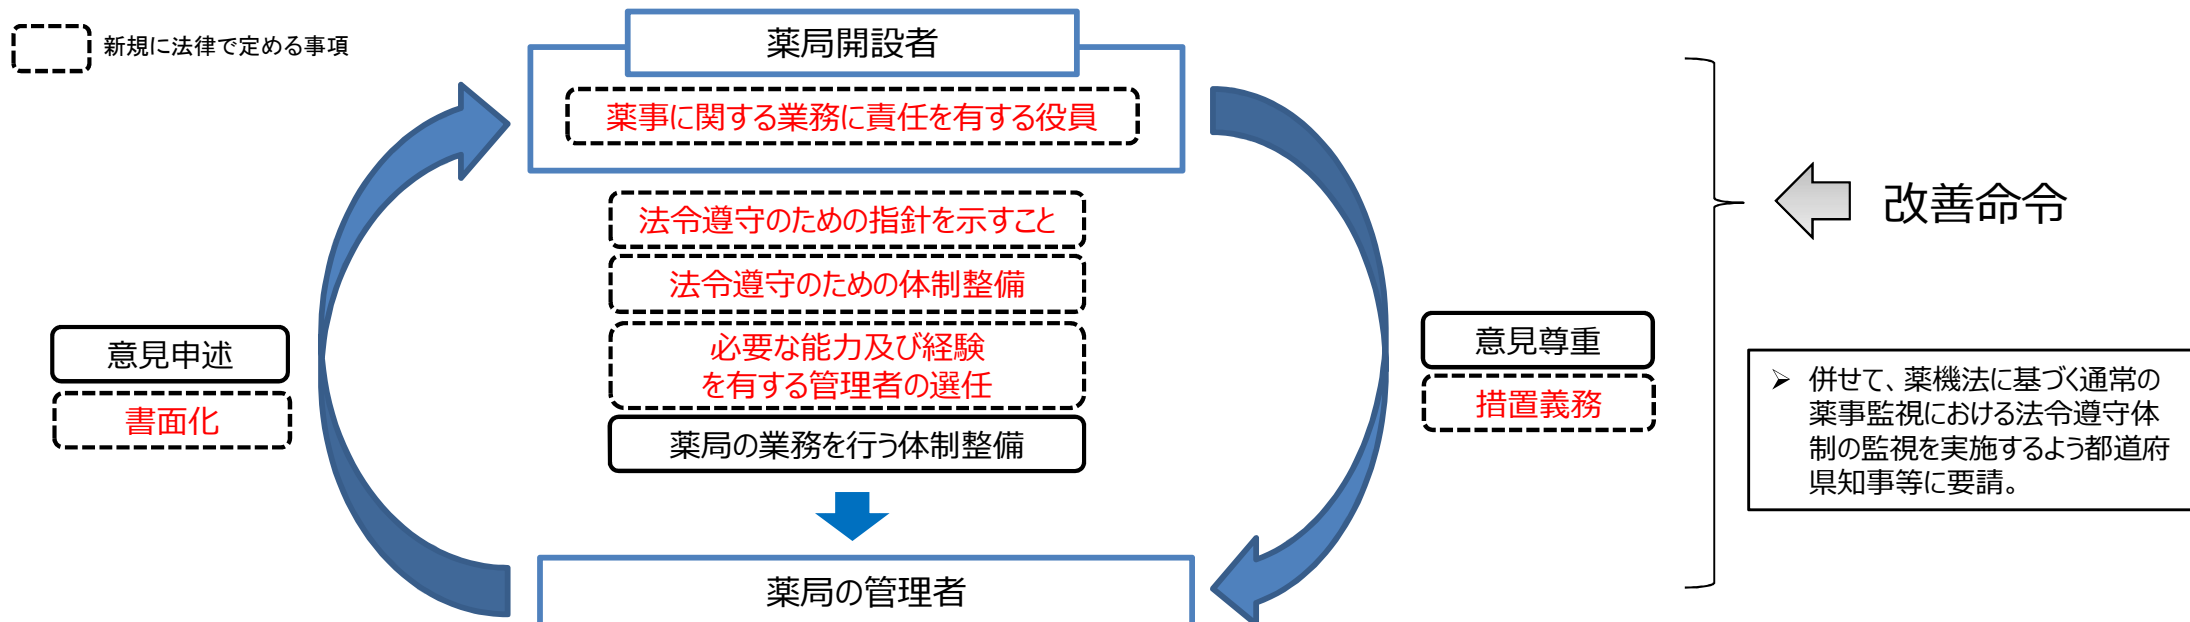 新規に法律で定める事項
薬局開設者
薬事に関する業務に責任を有する役員
法令遵守のための指針を示すこと
法令遵守のための体制整備
必要な能力及び経験
を有する管理者の選任
薬局の業務を行う体制整備
意見申述
書面化
意見尊重
措置義務
薬局の管理者
改善命令
➢ 併せて、薬機法に基づく通常の
薬事監視における法令遵守体
制の監視を実施するよう都道府
県知事等に要請。